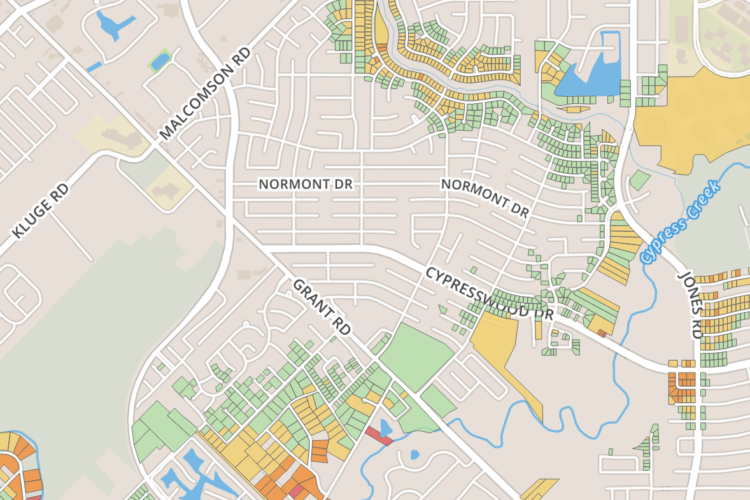 MALCOMSON RD
KLUGE RD
NORMONT DR
NORMONT DR
Cypress Creek
CYPRESSWOOD DR
GRANT RD
JONES RD